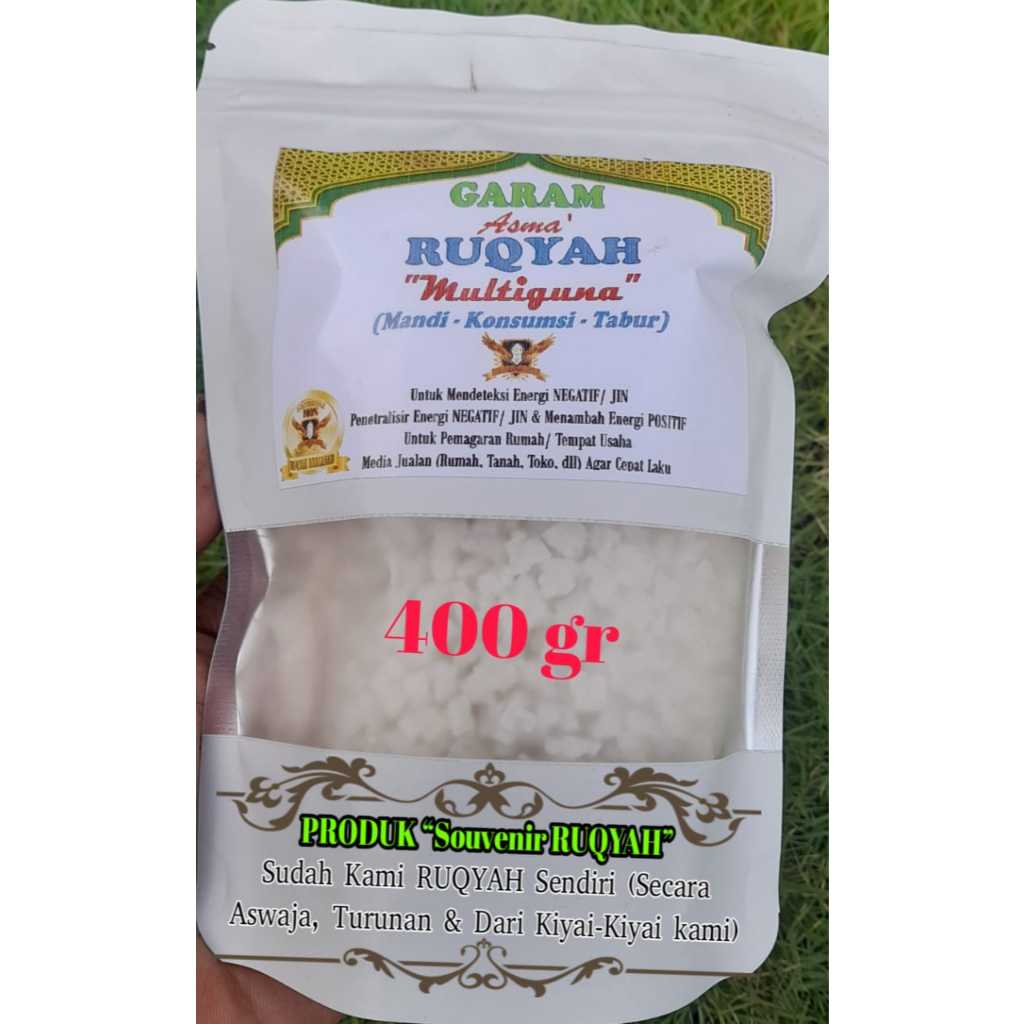 GARAM
Asma'
RUQYAH
"Multiguna"
(Mandi - Konsumsi - Tabur)
Untuk Mendeteksi Energi NEGATIF/ JIN
Penetralisir Energi NEGATIF/ JIN & Menambah Energi POSITIF
Untuk Pemagaran Rumah/ Tempat Usaha
Media Jualan (Rumah, Tanah, Toko, dll) Agar Cepat Laku
100%
400 gr
PRODUK “Souvenir RUQYAH”
Sudah Kami RUQYAH Sendiri (Secara
Aswaja, Turunan & Dari Kiyai-Kiyai kami)